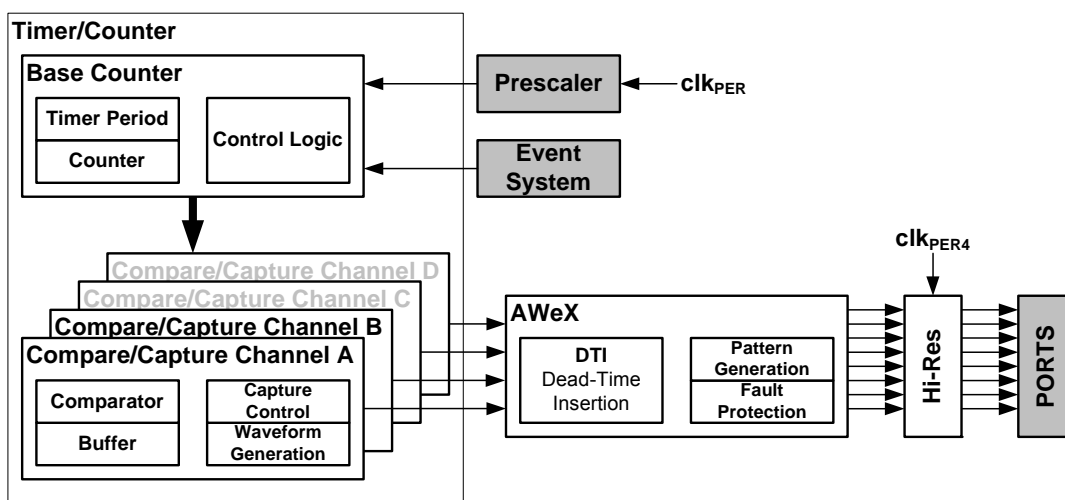 Timer/Counter
Base Counter
Timer Period
Counter
Control Logic
Prescaler
clkPER
Event
System
Compare/Capture Channel D
Compare/Capture Channel C
Compare/Capture Channel B
Compare/Capture Channel A
Comparator
Buffer
Capture
Control
Waveform
Generation
AWeX
DTI
Dead-Time
Insertion
Pattern
Generation
Fault
Protection
clkPER4
Hi-Res
PORTS